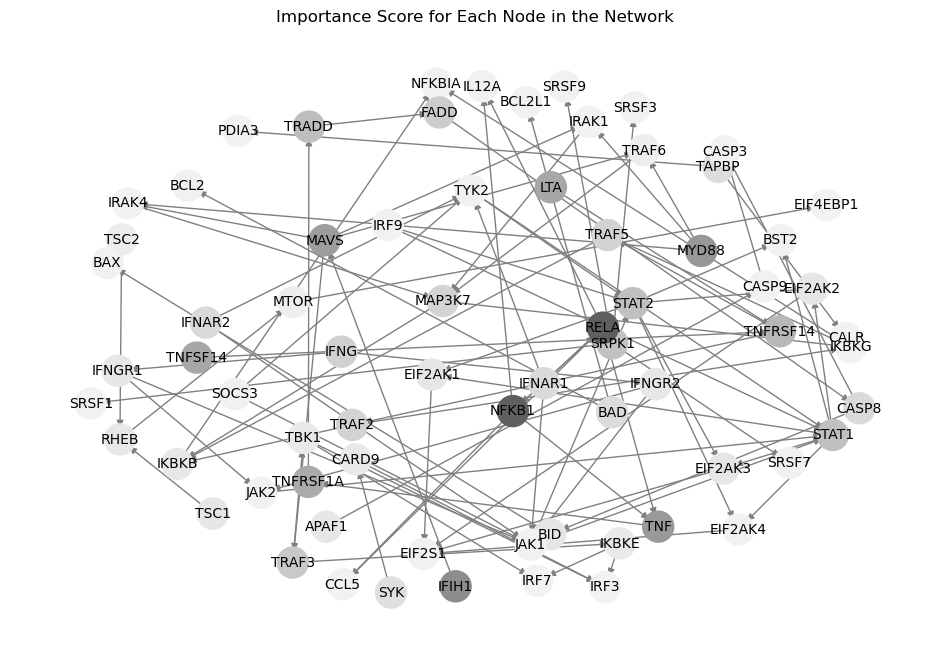 Importance Score for Each Node in the Network
NFKBIA
IL12A
SRSF9
BCL2L1
SRSF3
FADD
IRAK1
TRADD
PDIA3
TRAF6
CASP3
TAPBP
BCL2
TYK2
LTA
IRAK4
EIF4EBP1
IRF9
TRAF5
TSC2
MAVS
BST2
MYD88
BAX
CASP9
EIF2AK2
MTOR
MAP3K7
STAT2
IFNAR2
RELA
TNFRSF14
CALR
SRPK1
IKBKG
TNFSF14
IFNG
IFNGR1
EIF2AK1
IFNAR1
IFNGR2
SOCS3
SRSF1
NFKB1
BAD
CASP8
TRAF2
STAT1
RHEB
TBK1
CARD9
IKBKB
EIF2AK3
SRSF7
TNFRSF1A
JAK2
TSC1
APAF1
TNF
EIF2AK4
BID
JAK1
IKBKE
EIF2S1
TRAF3
CCL5
SYK
IFIH1
IRF7
IRF3